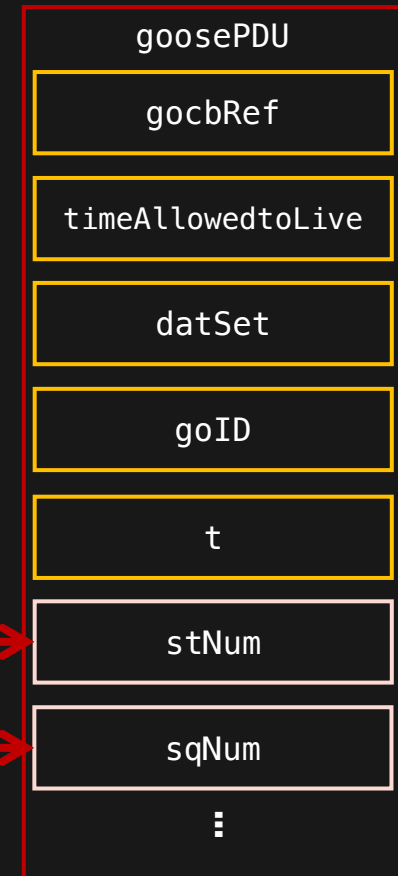 goosePDU
gocbRef
timeAllowedtoLive
datSet
goID
t
stNum
sqNum
⋮